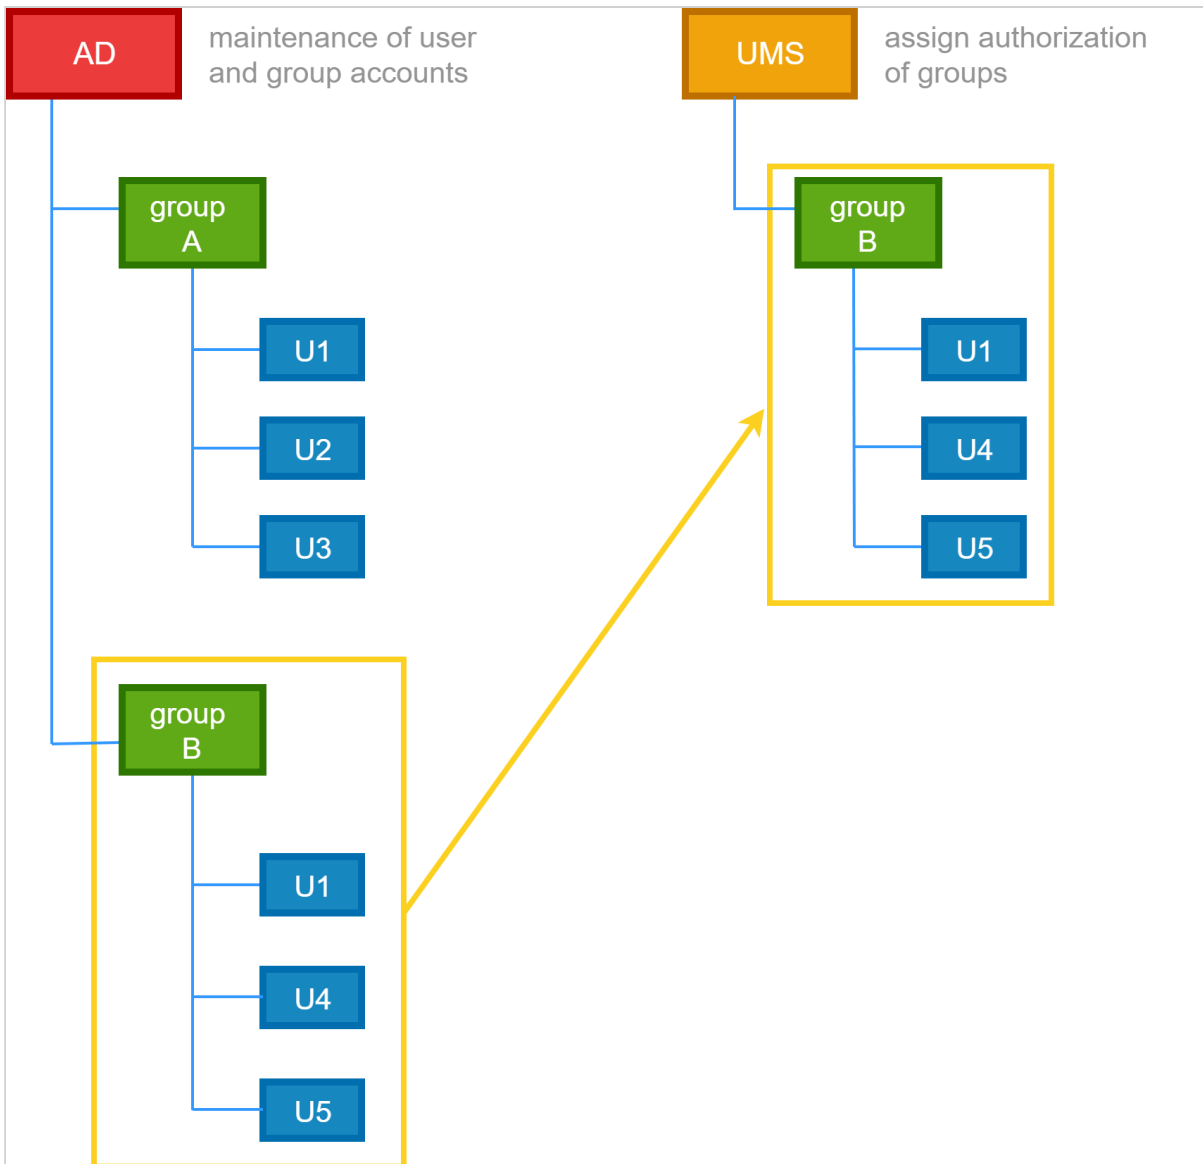 AD
maintenance of user
and group accounts
UMS
assign authorization
of groups
group
A
U1
U2
U3
group
B
U1
U4
U5
group
B
U1
U4
U5